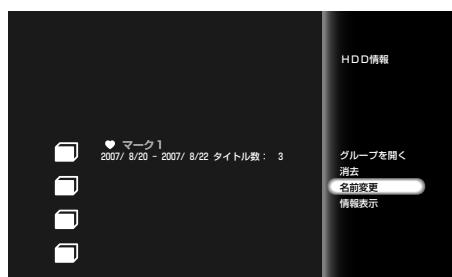 HDD情報
♥ マーク1
2007/ 8/20 - 2007/ 8/22 タイトル数： 3
グループを開く
消去
名前変更
情報表示